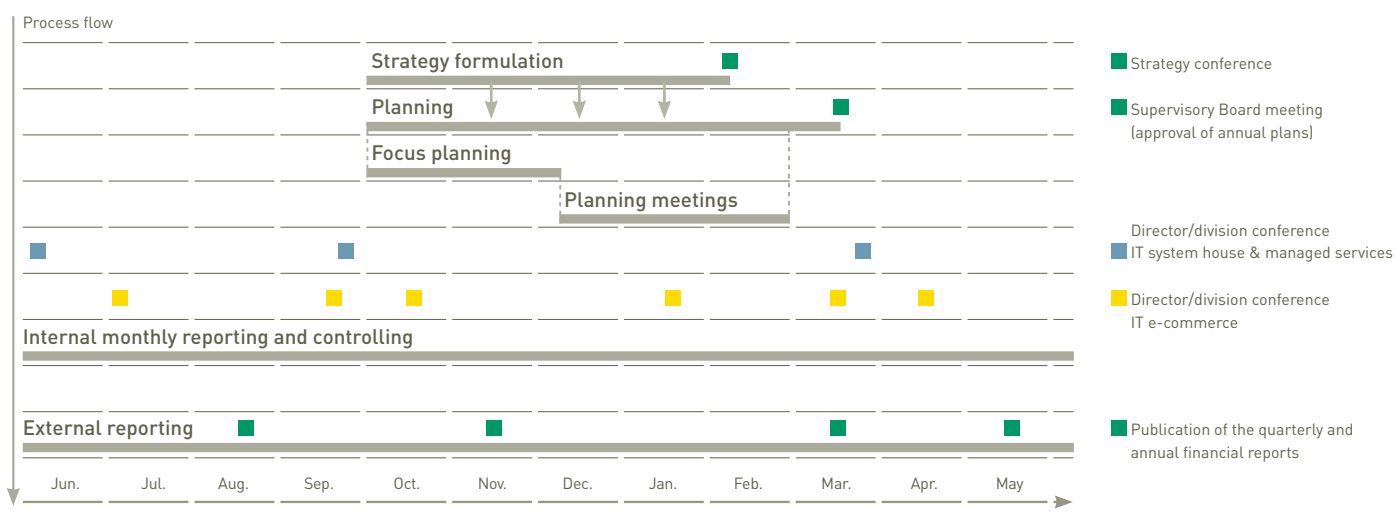 Process flow
Strategy formulation
Strategy conference
Planning
Supervisory Board meeting
(approval of annual plans)
Focus planning
Planning meetings
Director/division conference
IT system house & managed services
Director/division conference
IT e-commerce
Internal monthly reporting and controlling
External reporting
Publication of the quarterly and
annual financial reports
Jun. Jul. Aug. Sep. Oct. Nov. Dec. Jan. Feb. Mar. Apr. May